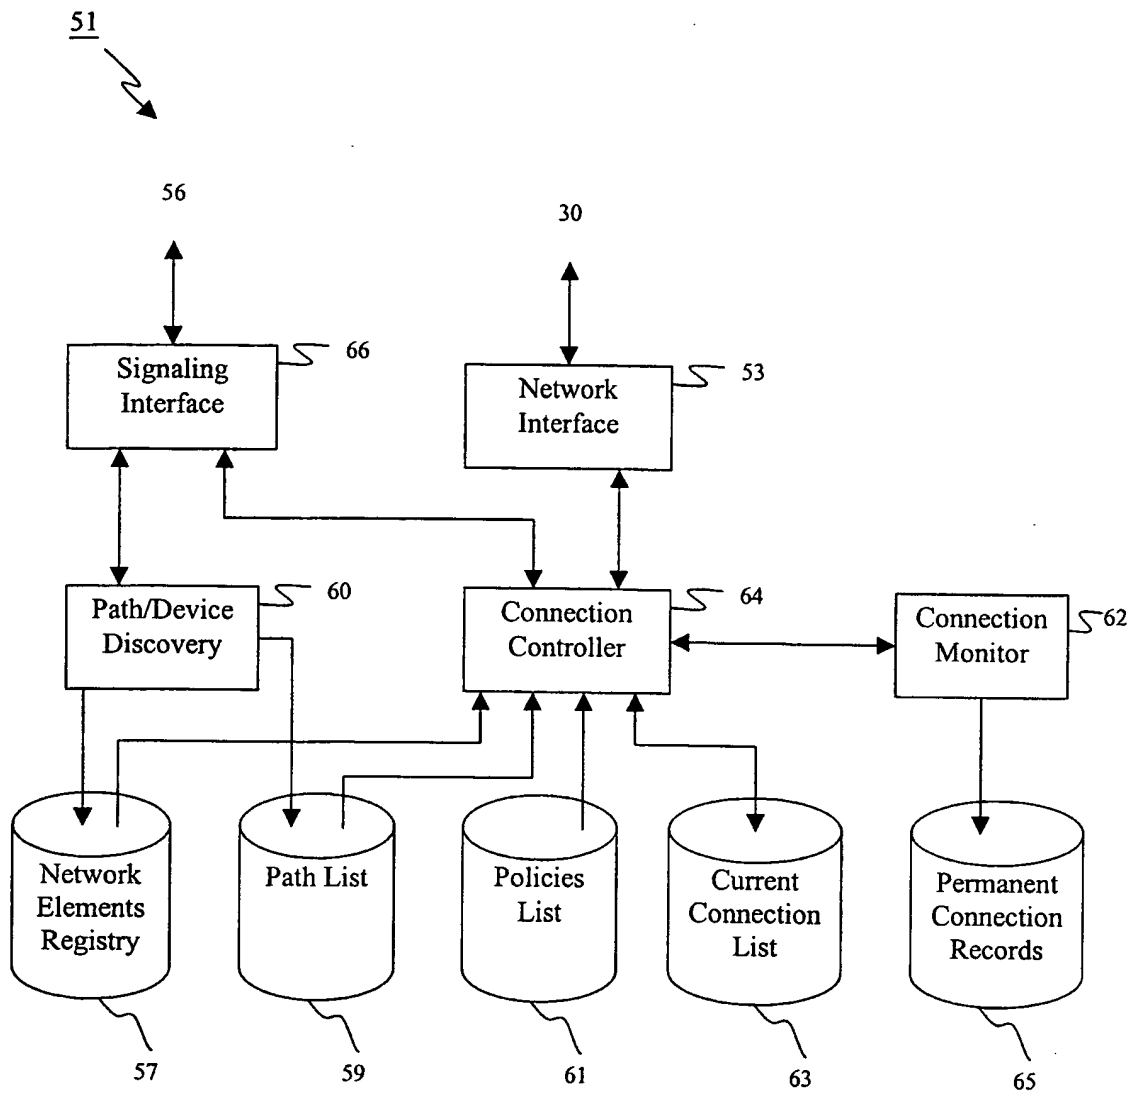 51
56
30
Signaling
Interface
66
Network
Interface
53
Path/Device
Discovery
60
Connection
Controller
64
Connection
Monitor
62
Network
Elements
Registry
Path List
Policies
List
Current
Connection
List
Permanent
Connection
Records
57
59
61
63
65